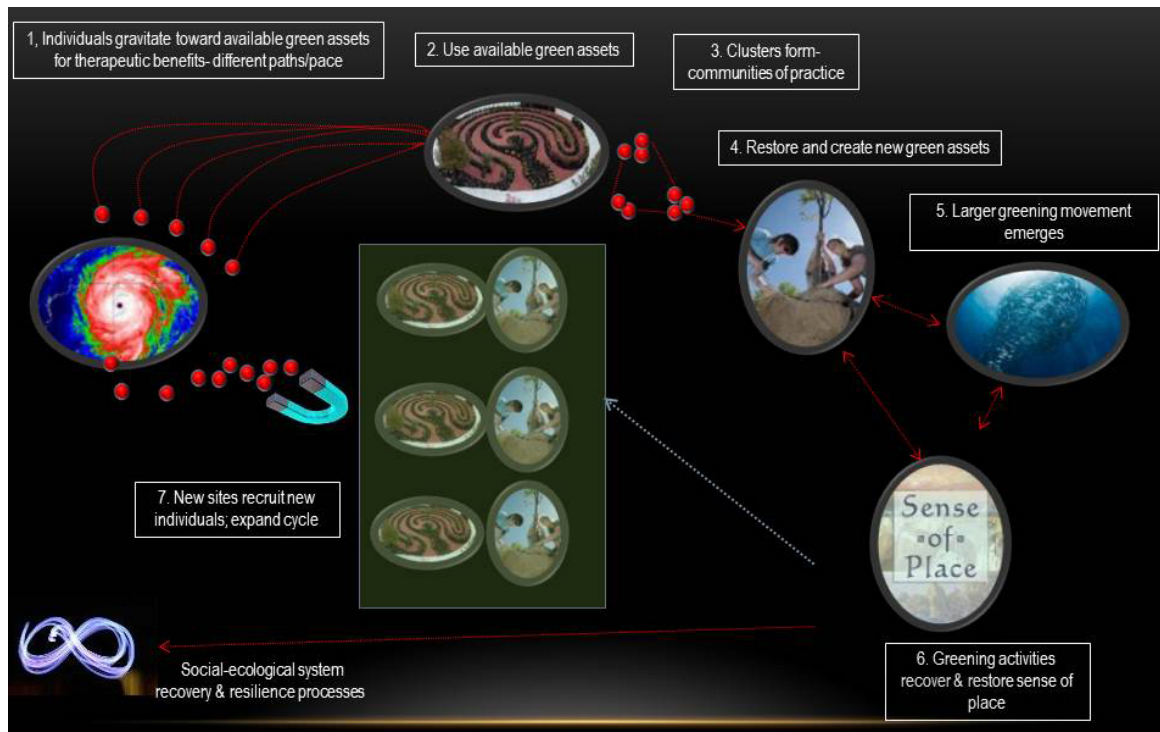 1, Individuals gravitate toward available green assets
for therapeutic benefits- different paths/pace
2. Use available green assets
3. Clusters form-
communities of practice
4. Restore and create new green assets
5. Larger greening movement
emerges
Sense
of
Place
6. Greening activities
recover & restore sense of
place
7. New sites recruit new
individuals; expand cycle
Social-ecological system
recovery & resilience processes